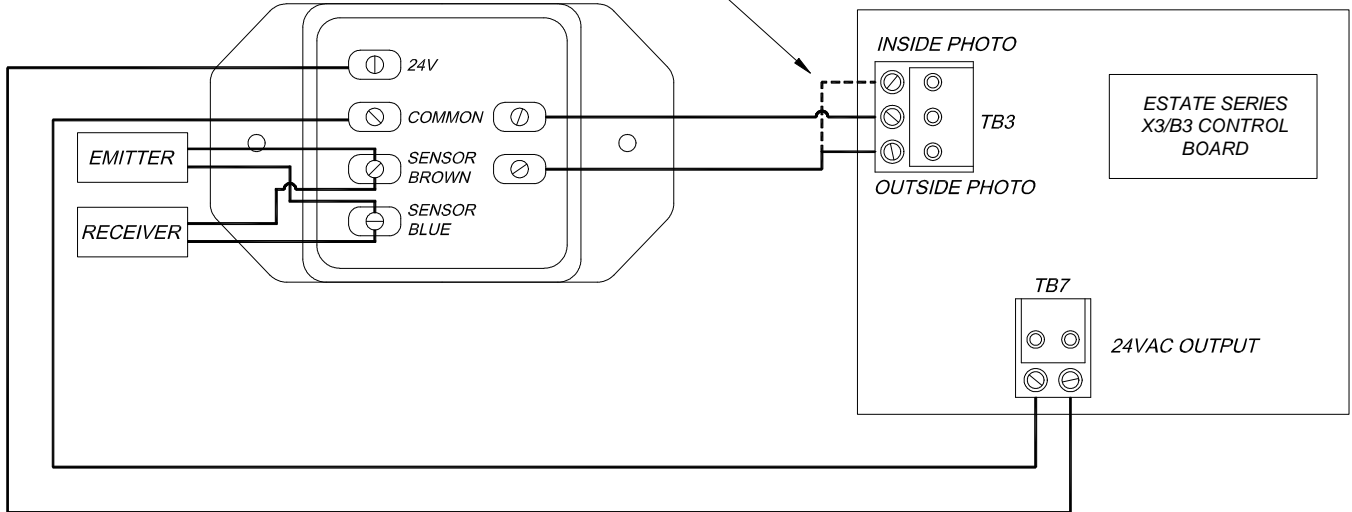 INSIDE PHOTO
24V
COMMON
TB3
ESTATE SERIES
X3/B3 CONTROL
BOARD
EMITTER
SENSOR
BROWN
OUTSIDE PHOTO
SENSOR
BLUE
RECEIVER
TB7
24VAC OUTPUT